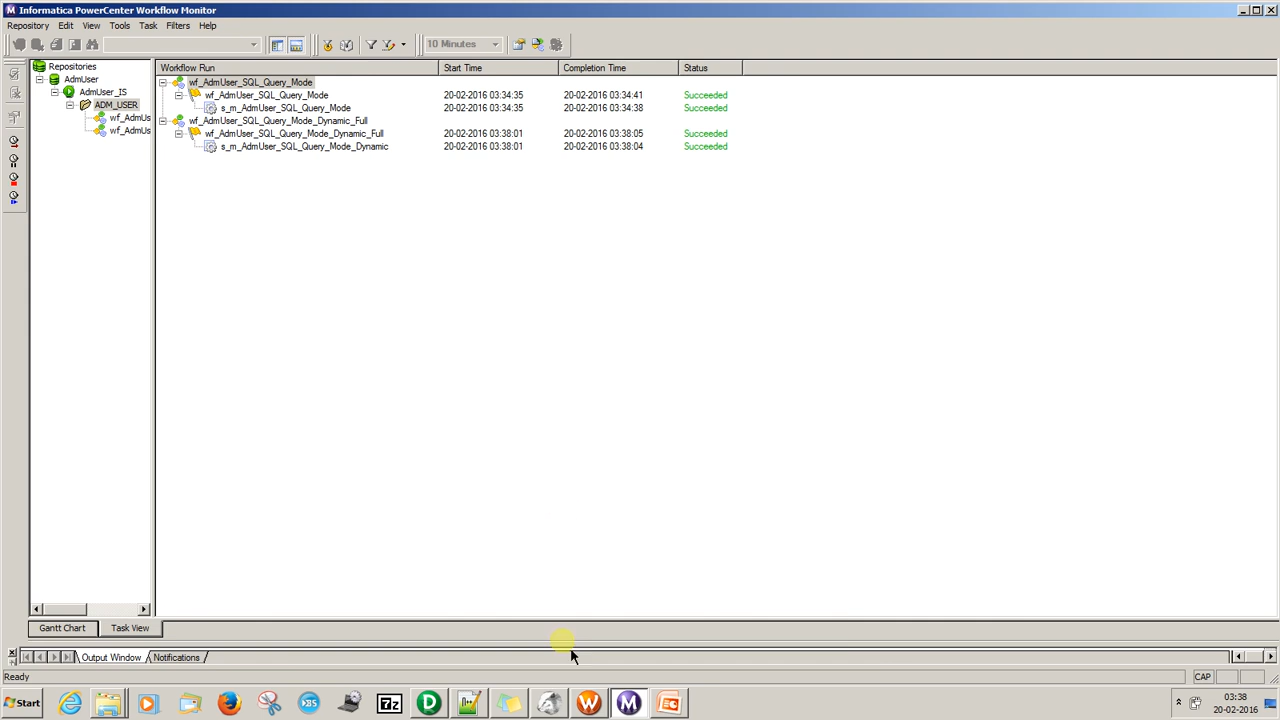 Informatica PowerCenter Workflow Monitor
Repository Edit View Tools Task Filters Help
10 Minutes
Repositories
AdmUser
AdmUser_IS
ADM_USER
wf_AdmUs
wf_AdmUs
Workflow Run Start Time Completion Time Status
wf_AdmUser_SQL_Query_Mode
wf_AdmUser_SQL_Query_Mode 20-02-2016 03:34:35 20-02-2016 03:34:41 Succeeded
s_m_AdmUser_SQL_Query_Mode 20-02-2016 03:34:35 20-02-2016 03:34:38 Succeeded
wf_AdmUser_SQL_Query_Mode_Dynamic_Full
wf_AdmUser_SQL_Query_Mode_Dynamic_Full 20-02-2016 03:38:01 20-02-2016 03:38:05 Succeeded
s_m_AdmUser_SQL_Query_Mode_Dynamic 20-02-2016 03:38:01 20-02-2016 03:38:04 Succeeded
Gantt Chart Task View
Output Window Notifications
Ready CAP
Start
7z
D
W
M
03:38
20-02-2016